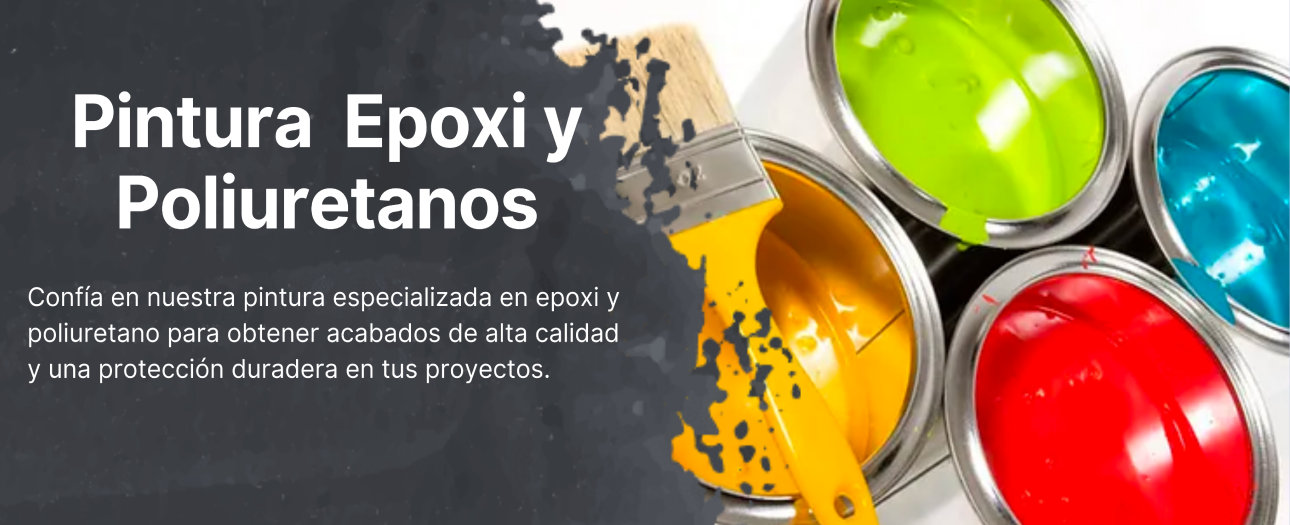 Pintura Epoxi y
Poliuretanos
Confía en nuestra pintura especializada en epoxi y
poliuretano para obtener acabados de alta calidad
y una protección duradera en tus proyectos.